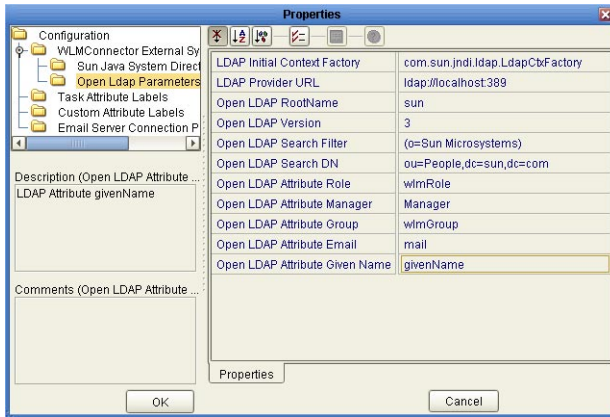 Properties
Configuration
WLMConnector External Sy
Sun Java System Direct
Open Ldap Parameters
Task Attribute Labels
Custom Attribute Labels
Email Server Connection P
Description (Open LDAP Attribute ...
LDAP Attribute givenName
Comments (Open LDAP Attribute ...
LDAP Initial Context Factory com.sun.jndi.ldap.LdapCtxFactory
LDAP Provider URL ldap://localhost:389
Open LDAP RootName sun
Open LDAP Version 3
Open LDAP Search Filter (o=Sun Microsystems)
Open LDAP Search DN ou=People,dc=sun,dc=com
Open LDAP Attribute Role wlmRole
Open LDAP Attribute Manager Manager
Open LDAP Attribute Group wlmGroup
Open LDAP Attribute Email mail
Open LDAP Attribute Given Name givenName
Properties
OK
Cancel